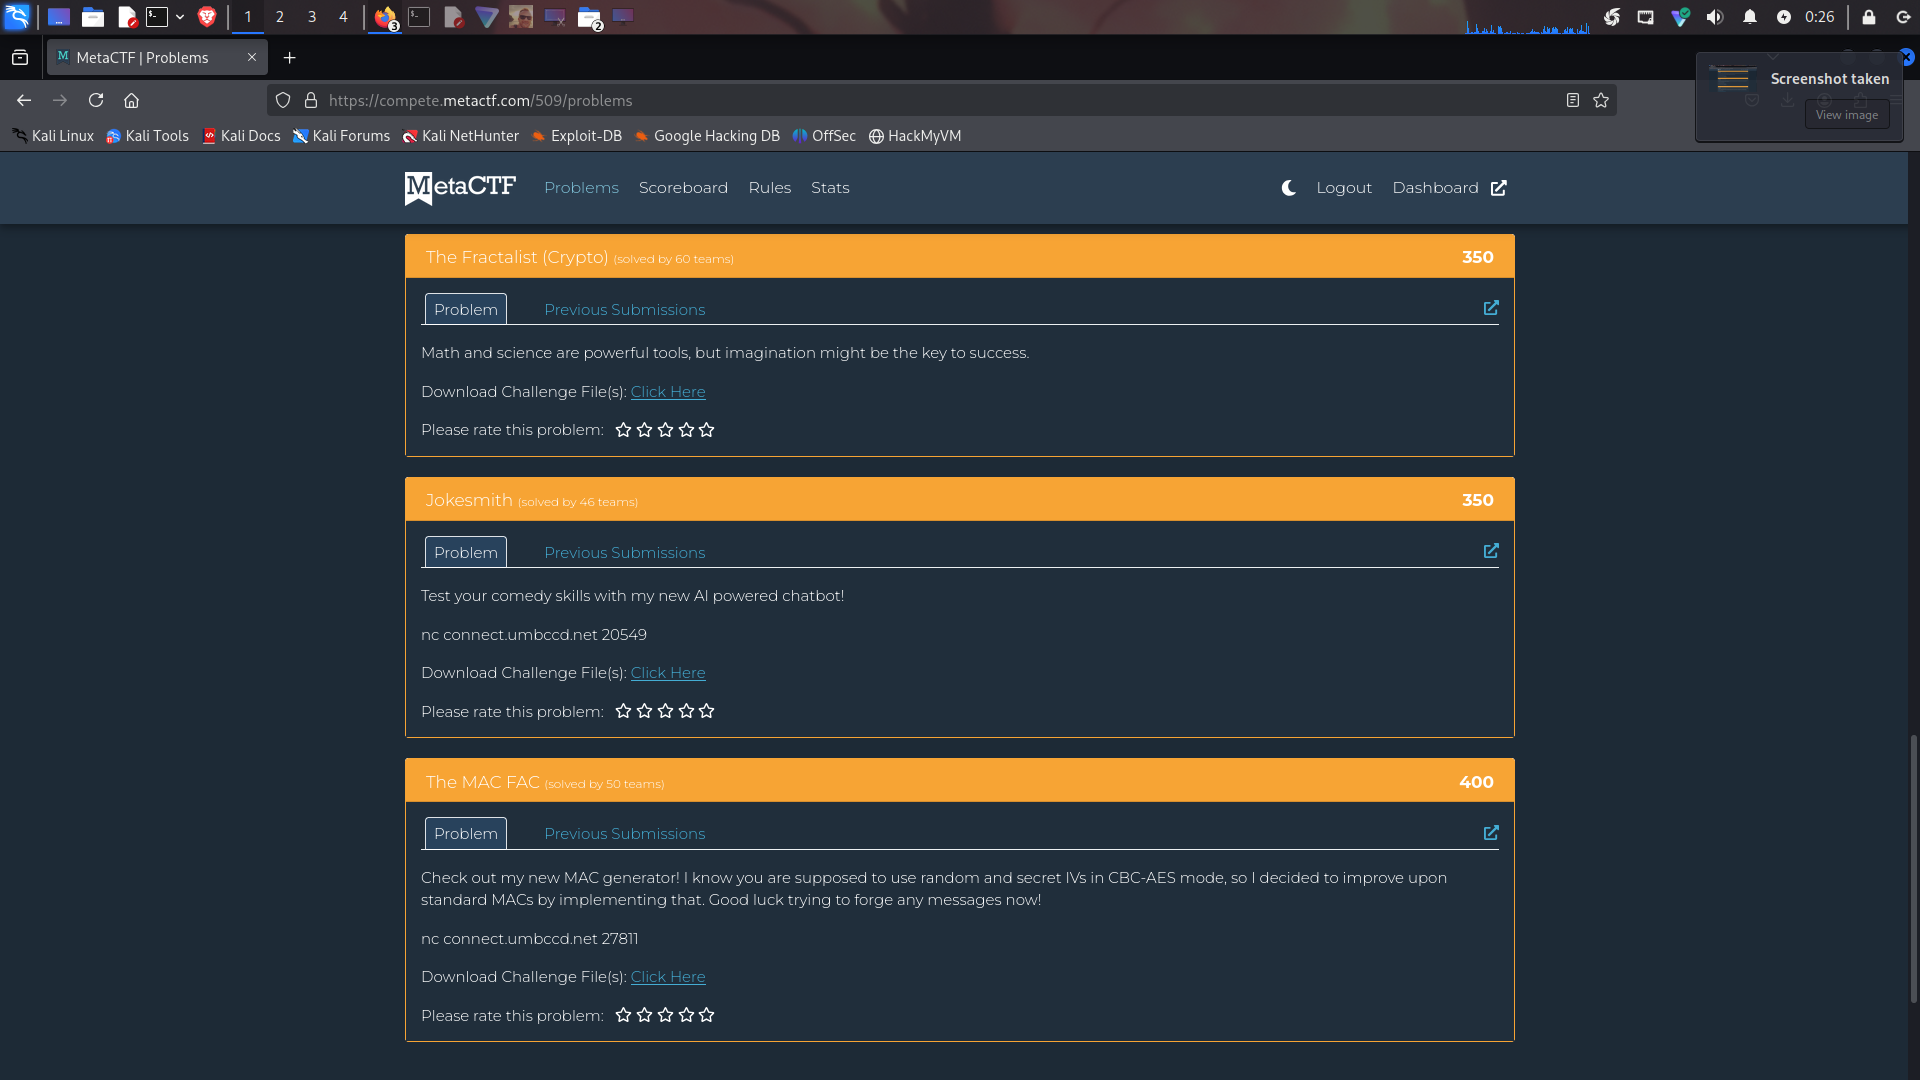 1 2 3 4 3 2 0:26
MetaCTF | Problems
Screenshot taken
View image
https://compete.metactf.com/509/problems
Kali Linux Kali Tools Kali Docs Kali Forums Kali NetHunter Exploit-DB Google Hacking DB OffSec HackMyVM
MetaCTF Problems Scoreboard Rules Stats Logout Dashboard
The Fractalist (Crypto) (solved by 60 teams) 350
Problem Previous Submissions
Math and science are powerful tools, but imagination might be the key to success.
Download Challenge File(s): Click Here
Please rate this problem:
Jokesmith (solved by 46 teams) 350
Problem Previous Submissions
Test your comedy skills with my new AI powered chatbot!
nc connect.umbccd.net 20549
Download Challenge File(s): Click Here
Please rate this problem:
The MAC FAC (solved by 50 teams) 400
Problem Previous Submissions
Check out my new MAC generator! I know you are supposed to use random and secret IVs in CBC-AES mode, so I decided to improve upon
standard MACs by implementing that. Good luck trying to forge any messages now!
nc connect.umbccd.net 27811
Download Challenge File(s): Click Here
Please rate this problem: